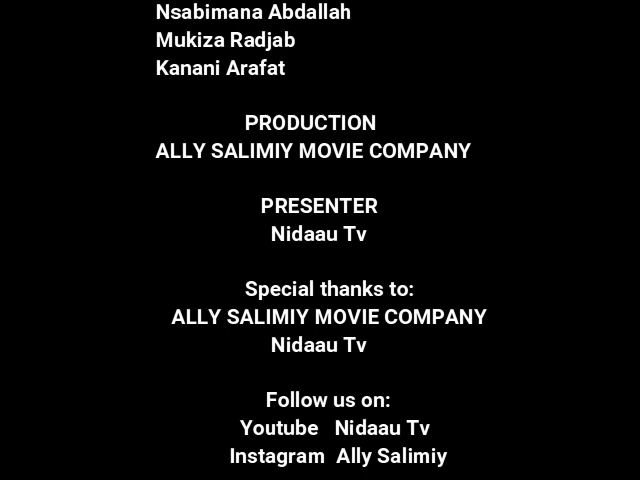 Nsabimana Abdallah
Mukiza Radjab
Kanani Arafat
PRODUCTION
ALLY SALIMIY MOVIE COMPANY
PRESENTER
Nidaau Tv
Special thanks to:
ALLY SALIMIY MOVIE COMPANY
Nidaau Tv
Follow us on:
Youtube Nidaau Tv
Instagram Ally Salimiy